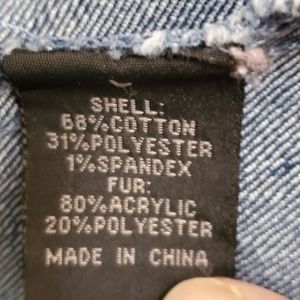 SHELL:
68%COTTON
31%POLYESTER
1%SPANDEX
FUR:
80%ACRYLIC
20%POLYESTER
MADE IN CHINA